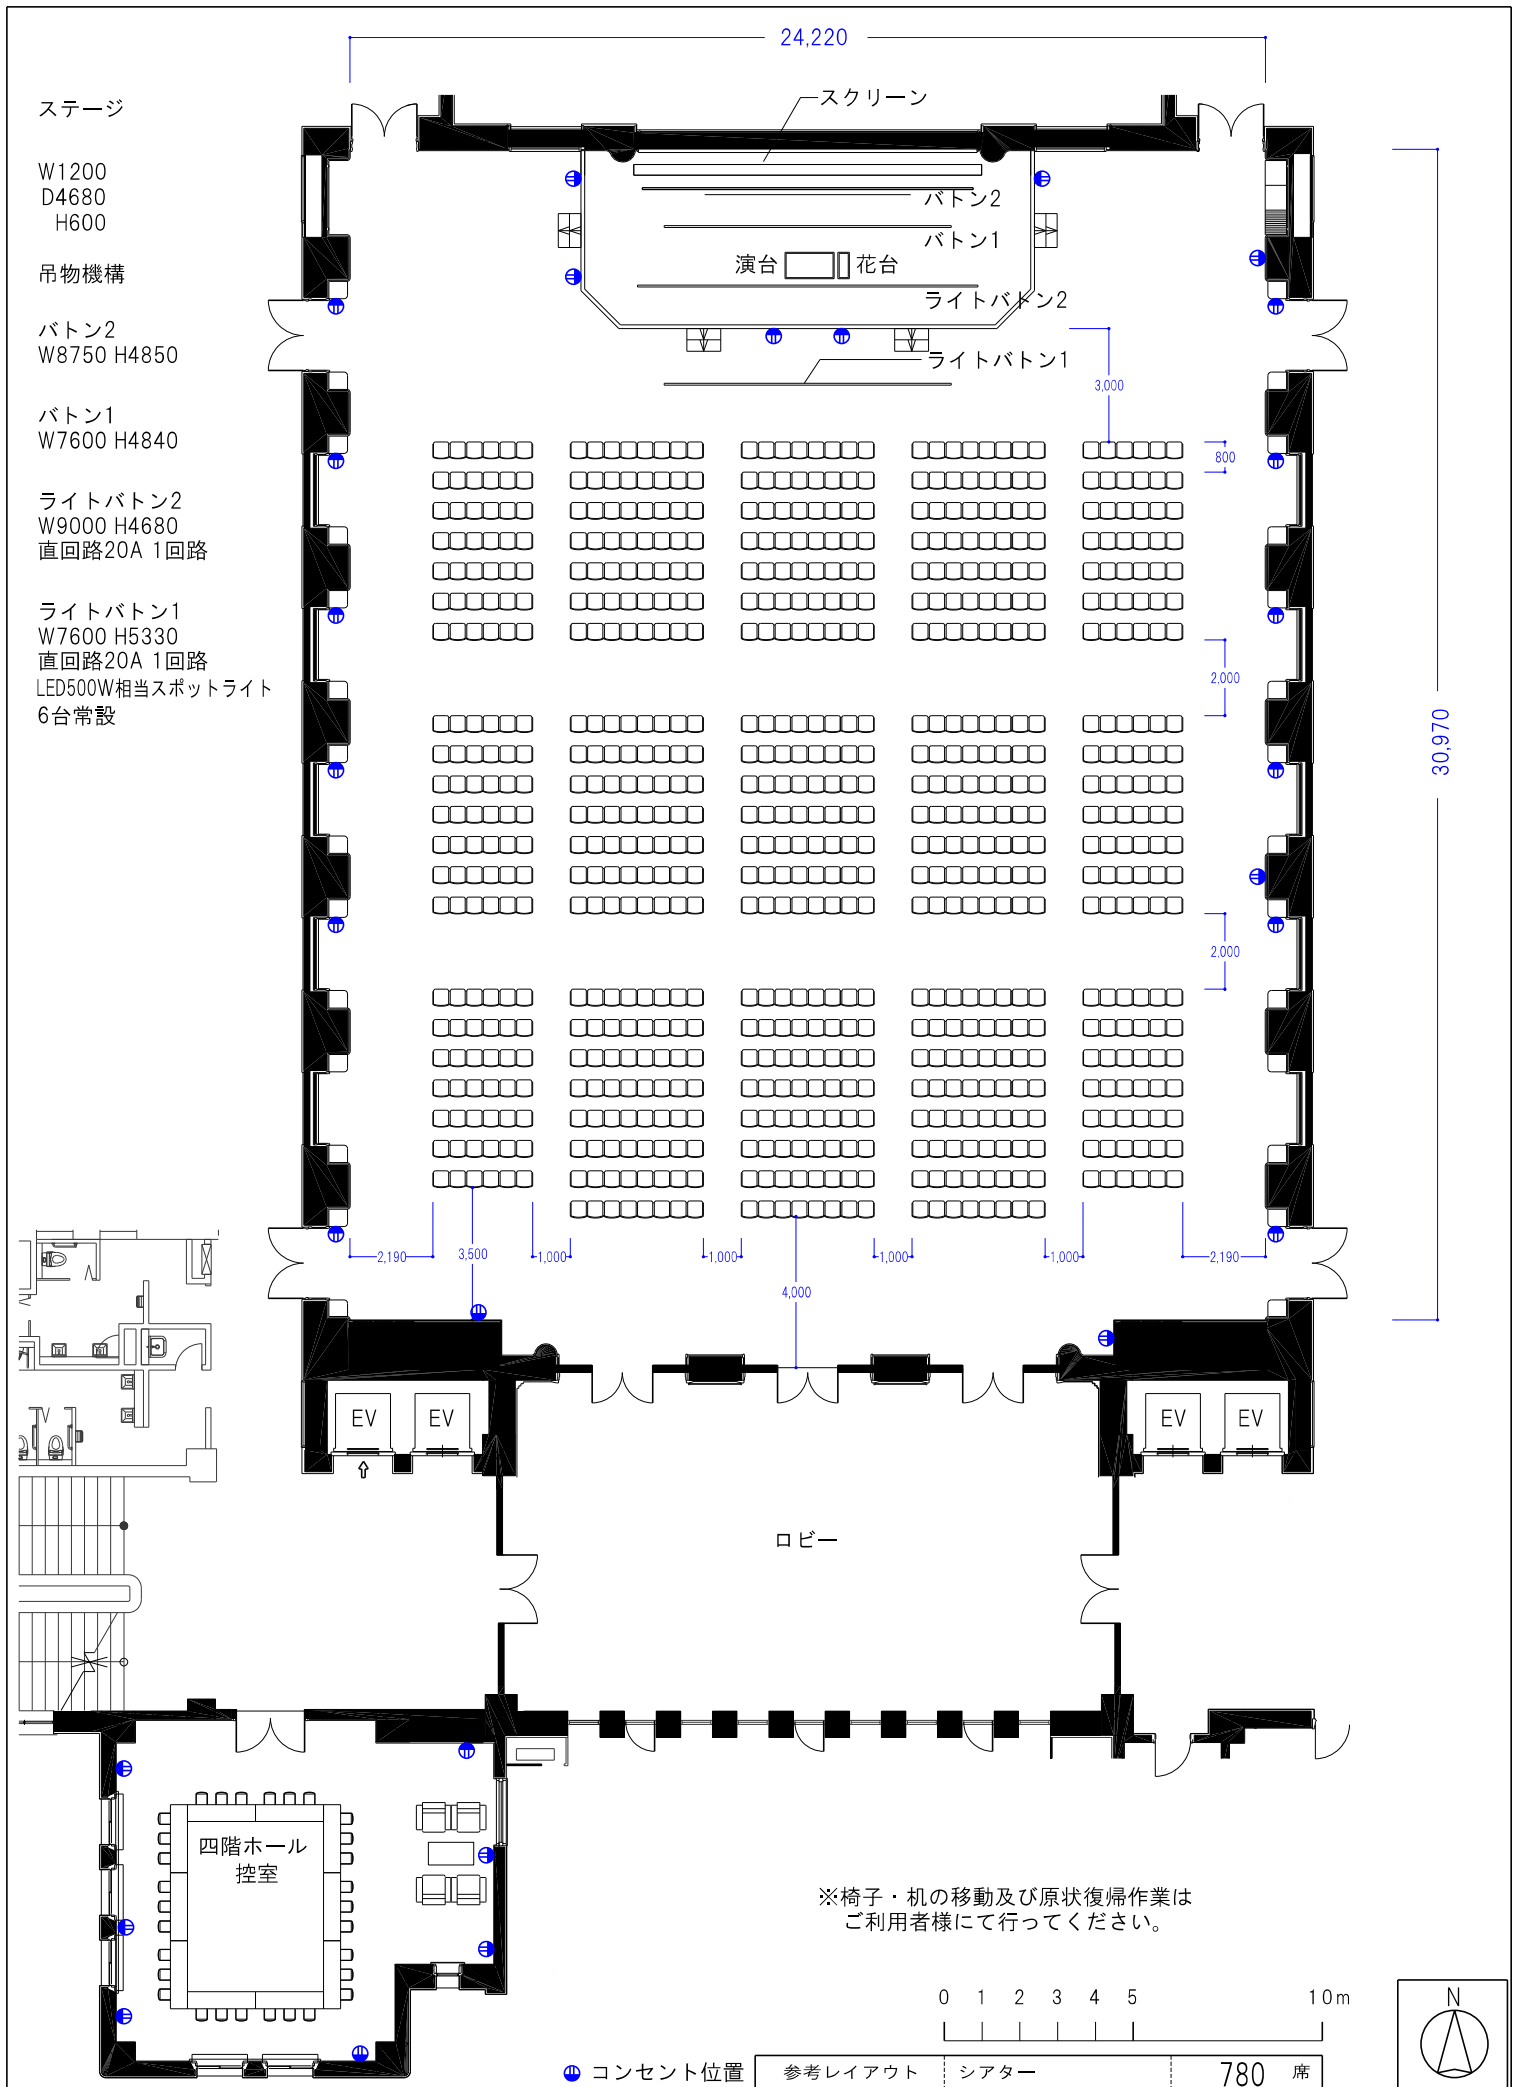 24,220
ステージ
スクリーン
W1200
D4680
H600
バトン2
バトン1
演台
花台
吊物機構
ライトバトン2
バトン2
W8750 H4850
ライトバトン1
3,000
バトン1
W7600 H4840
800
ライトバトン2
W9000 H4680
直回路20A 1回路
ライトバトン1
W7600 H5330
直回路20A 1回路
LED500W相当スポットライト
6台常設
2,000
30,970
2,000
2,190
3,500
1,000
1,000
1,000
1,000
2,190
4,000
EV
EV
EV
EV
ロビー
四階ホール
控室
※椅子・机の移動及び原状復帰作業は
ご利用者様にて行ってください。
0 1 2 3 4 5 10m
N
コンセント位置
参考レイアウト シアター 780 席